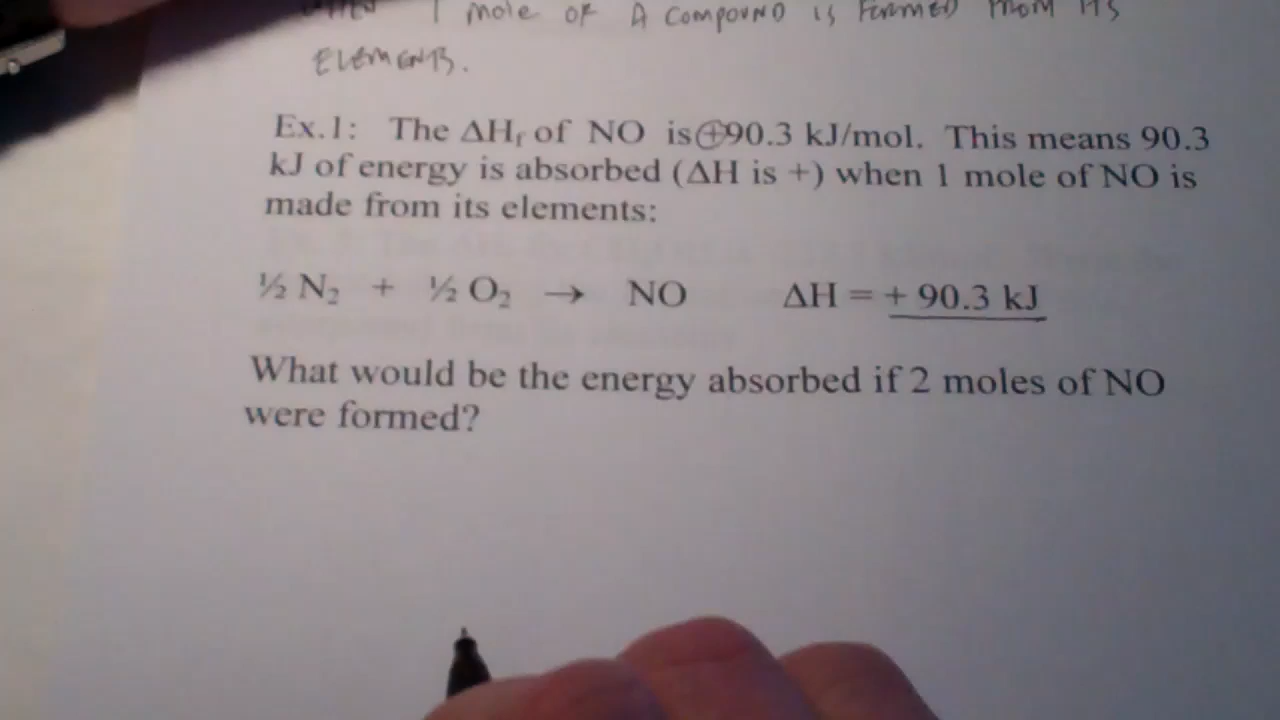 1 mole of A compound is formed from its
elements.
Ex.1: The ΔHf of NO is +90.3 kJ/mol. This means 90.3
kJ of energy is absorbed (ΔH is +) when 1 mole of NO is
made from its elements:
½ N₂ + ½ O₂ → NO ΔH = + 90.3 kJ
What would be the energy absorbed if 2 moles of NO
were formed?